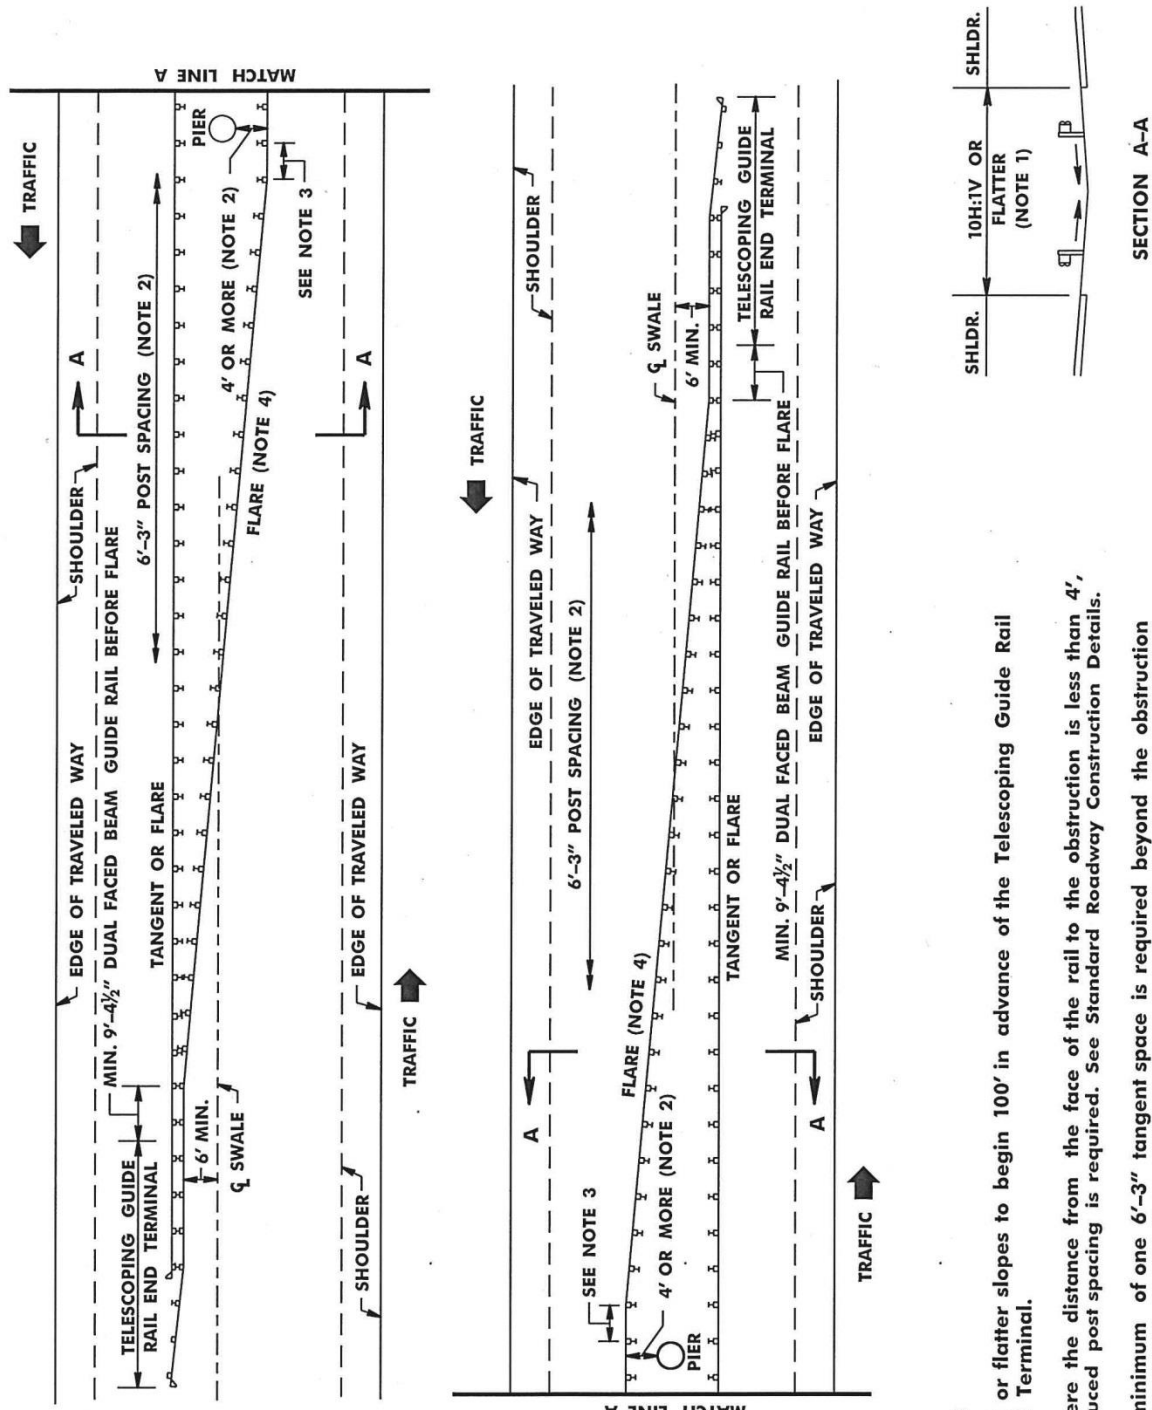 TRAFFIC
MATCH LINE A
EDGE OF TRAVELED WAY
SHOULDER
A
MIN. 9'-4½" DUAL FACED BEAM GUIDE RAIL BEFORE FLARE
6'-3" POST SPACING (NOTE 2)
PIER
TELESCOPING GUIDE
RAIL END TERMINAL
TANGENT OR FLARE
6' MIN.
4' OR MORE (NOTE 2)
℄ SWALE
FLARE (NOTE 4)
SEE NOTE 3
SHOULDER
EDGE OF TRAVELED WAY
A
TRAFFIC
TRAFFIC
EDGE OF TRAVELED WAY
SHOULDER
A
6'-3" POST SPACING (NOTE 2)
℄ SWALE
SEE NOTE 3
FLARE (NOTE 4)
6' MIN.
4' OR MORE (NOTE 2)
PIER
TANGENT OR FLARE
TELESCOPING GUIDE
RAIL END TERMINAL
MIN. 9'-4½" DUAL FACED BEAM GUIDE RAIL BEFORE FLARE
A
SHOULDER
EDGE OF TRAVELED WAY
TRAFFIC
MATCH LINE A
or flatter slopes to begin 100' in advance of the Telescoping Guide Rail
Terminal.
ere the distance from the face of the rail to the obstruction is less than 4',
uced post spacing is required. See Standard Roadway Construction Details.
minimum of one 6'-3" tangent space is required beyond the obstruction
SHLDR.
10H:1V OR
FLATTER
(NOTE 1)
SHLDR.
SECTION A-A